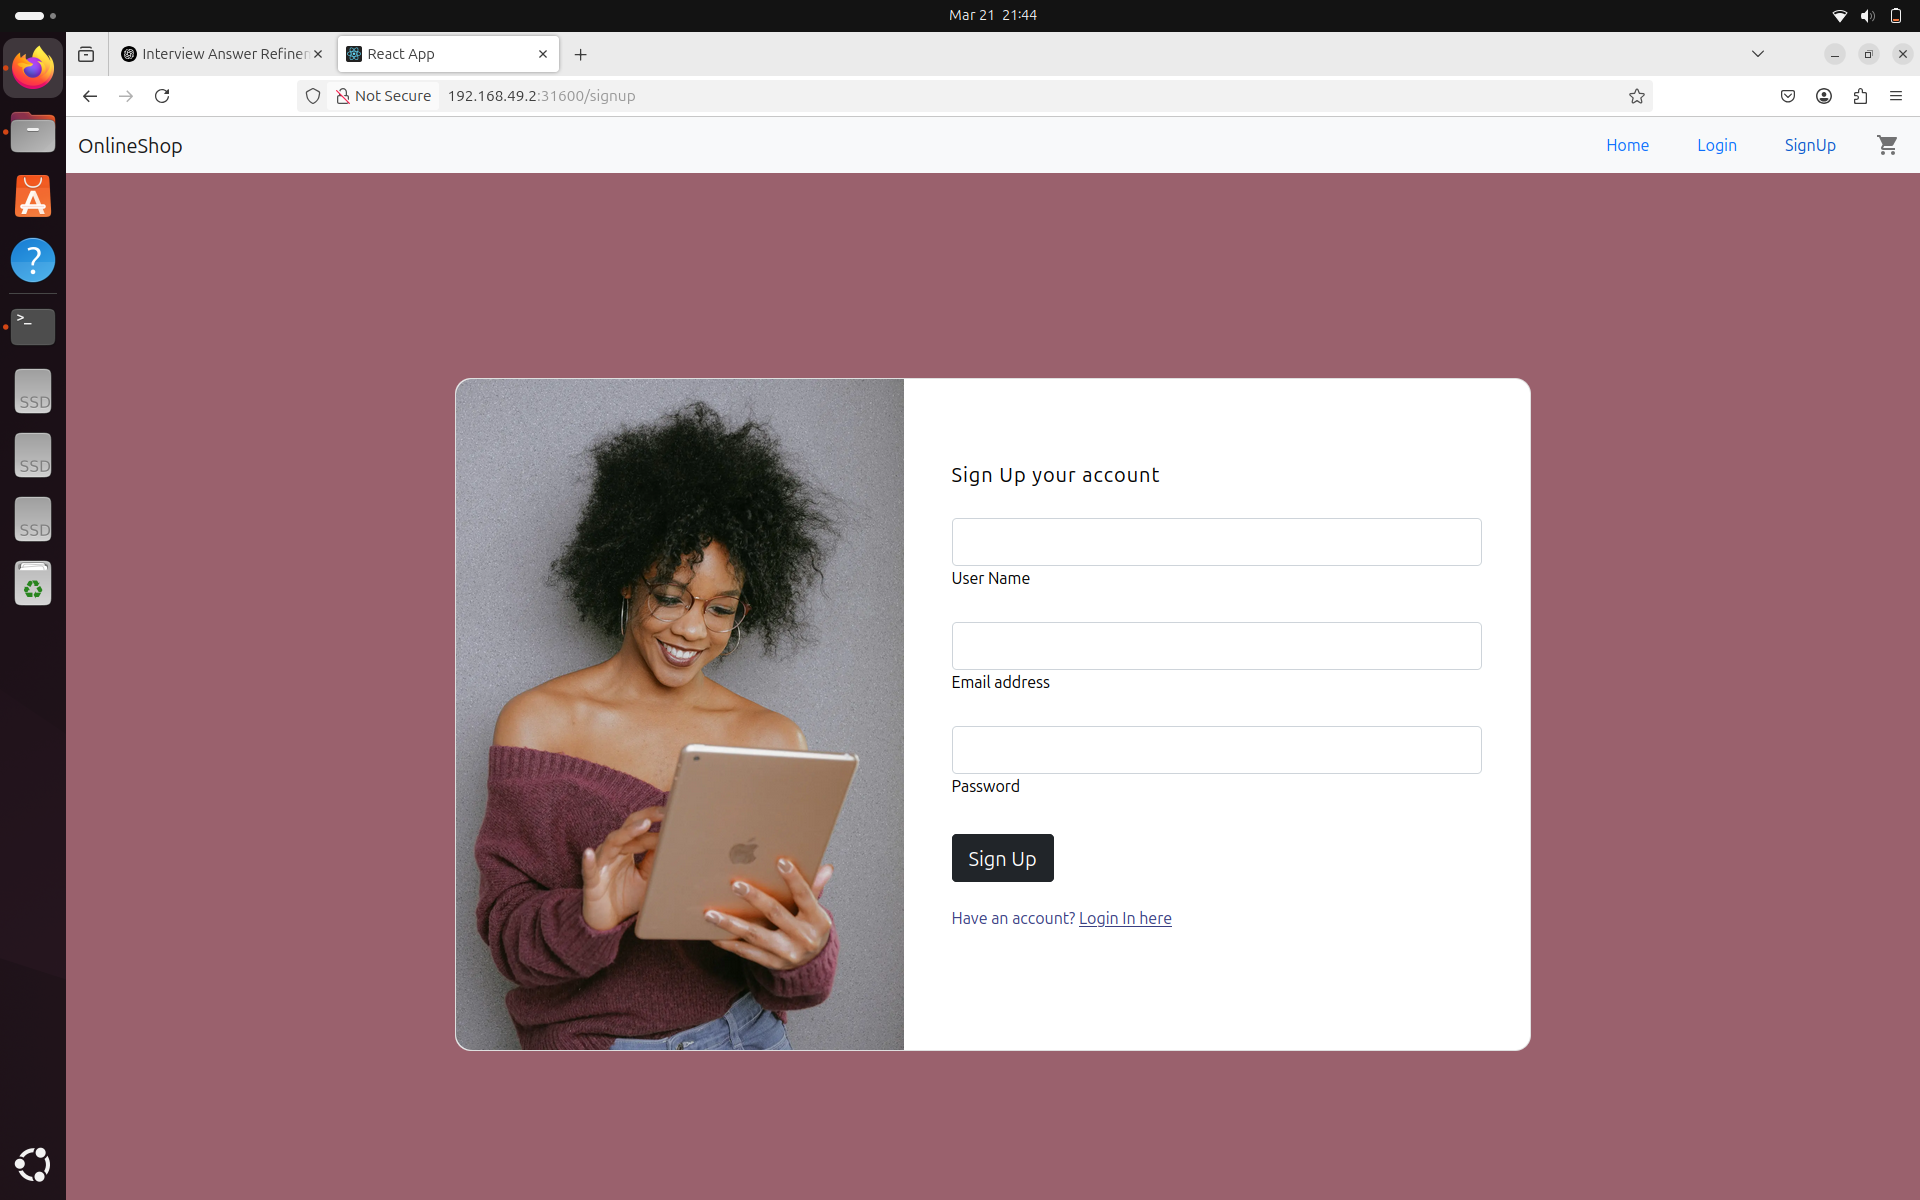 Mar 21 21:44
Interview Answer Refinem
React App
Not Secure
192.168.49.2:31600/signup
OnlineShop
Home
Login
SignUp
SSD
SSD
SSD
Sign Up your account
User Name
Email address
Password
Sign Up
Have an account? Login In here